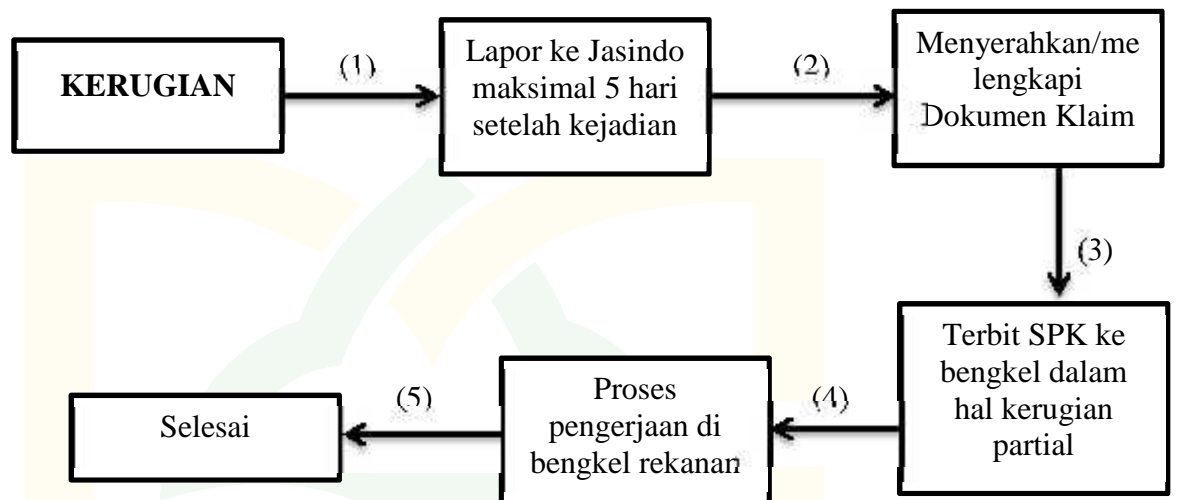 KERUGIAN
(1)
Lapor ke Jasindo
maksimal 5 hari
setelah kejadian
(2)
Menyerahkan/me
lengkapi
Dokumen Klaim
(3)
Terbit SPK ke
bengkel dalam
hal kerugian
partial
(4)
Proses
pengerjaan di
bengkel rekanan
(5)
Selesai